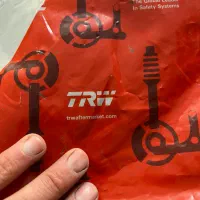 The Global Leader
in Safety Systems
TRW
trwaftermarket.com